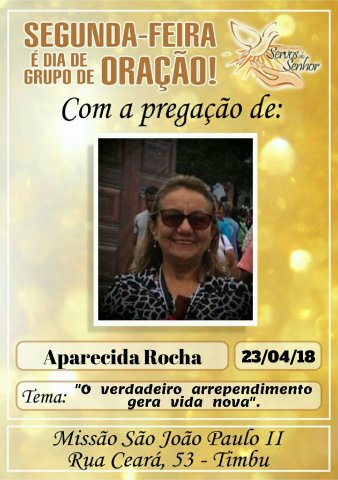 SEGUNDA-FEIRA
É DIA DE
GRUPO DE ORAÇÃO!
Servos do
Senhor
Com a pregação de:
Aparecida Rocha
23/04/18
Tema: "O verdadeiro arrependimento
gera vida nova".
Missão São João Paulo II
Rua Ceará, 53 - Timbu